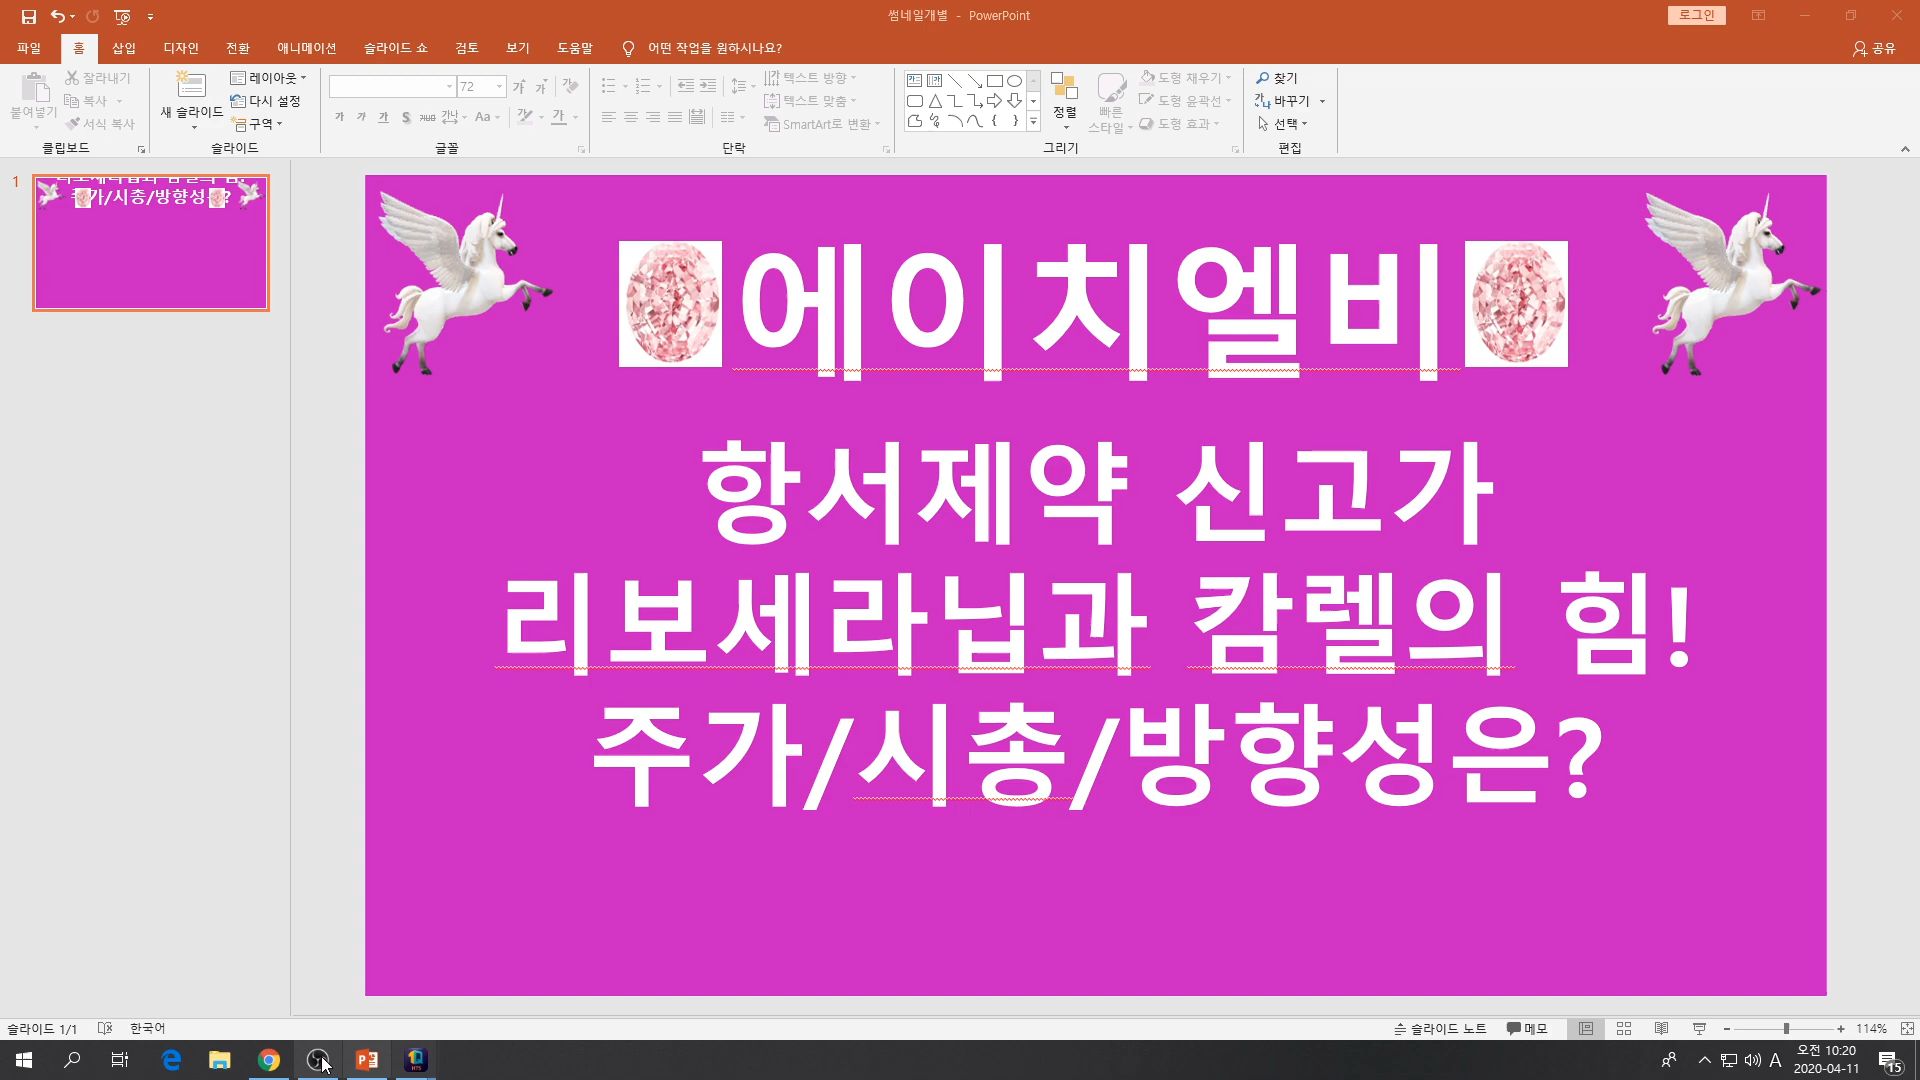 썸네일개별 - PowerPoint
로그인
파일
홈
삽입
디자인
전환
애니메이션
슬라이드 쇼
검토
보기
도움말
어떤 작업을 원하시나요?
공유
붙여넣기
잘라내기
복사
서식 복사
클립보드
새 슬라이드
레이아웃
다시 설정
구역
슬라이드
72
가
가
가
가
가
S
Aa
글꼴
텍스트 방향
텍스트 맞춤
SmartArt로 변환
단락
정렬
빠른
스타일
도형 채우기
도형 윤곽선
도형 효과
그리기
찾기
바꾸기
선택
편집
1
에이치엘비
항서제약 신고가
리보세라닙과 캄렐의 힘!
주가/시총/방향성은?
슬라이드 1/1
한국어
슬라이드 노트
메모
114%
A
오전 10:20
2020-04-11
15